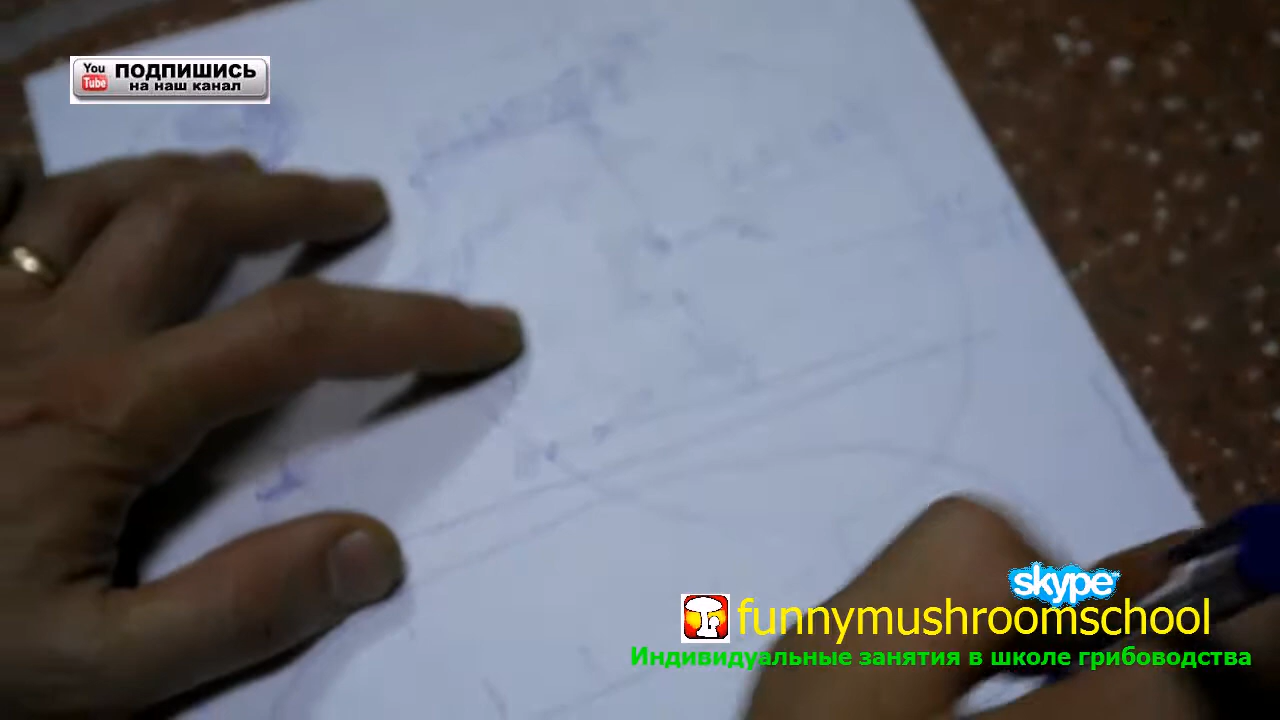 You Tube ПОДПИШИСЬ
на наш канал
skype
funnymushroomschool
Индивидуальные занятия в школе грибоводства